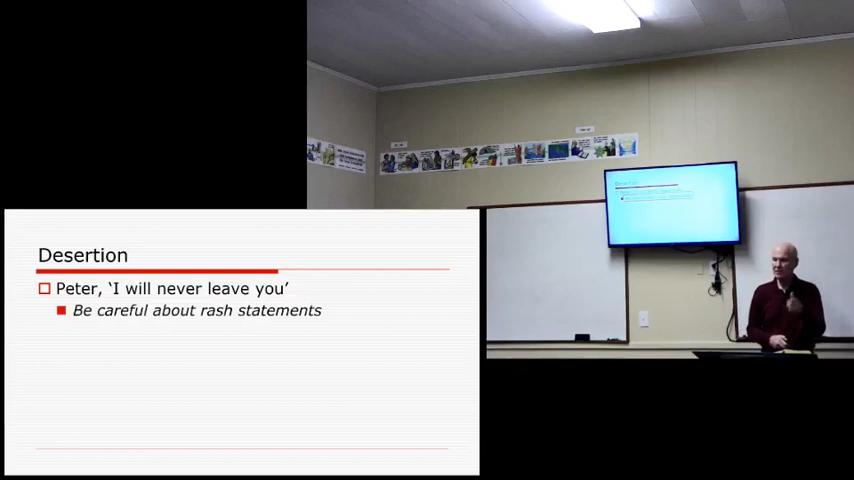 Desertion
Peter, ‘I will never leave you’
Be careful about rash statements